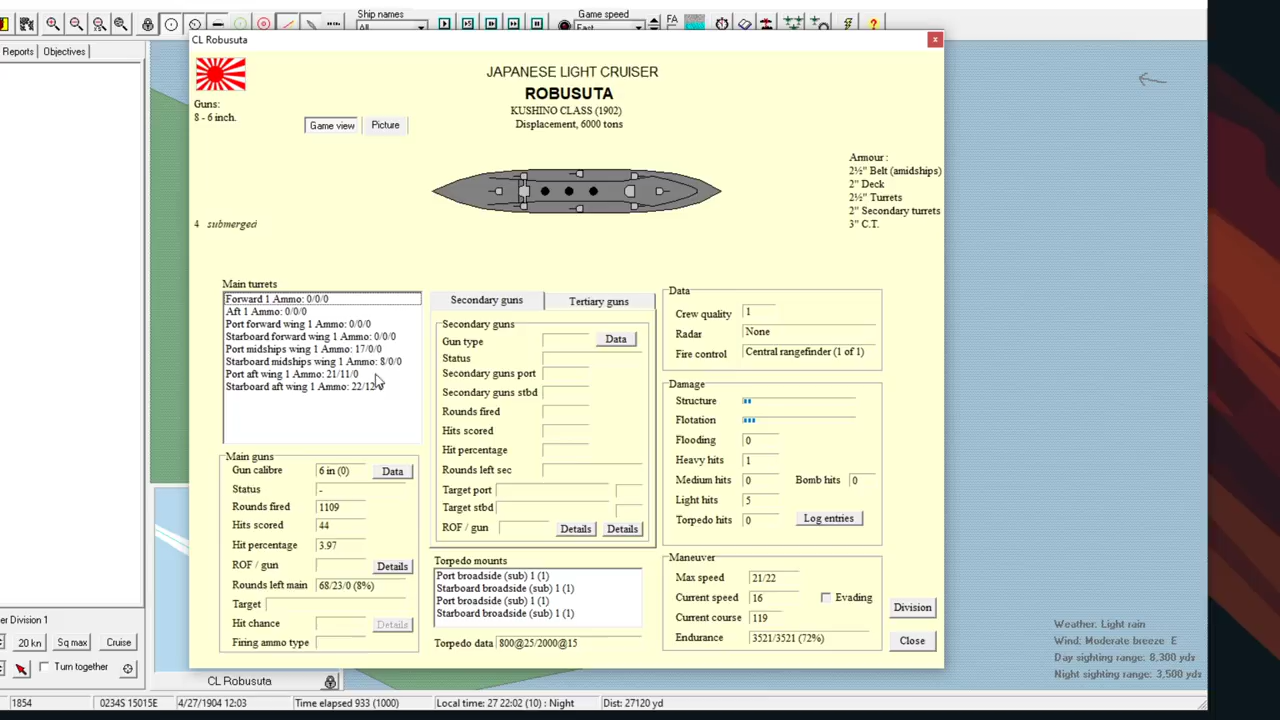 Ship names
All
Game speed
Fast
FA
Reports
Objectives
CL Robusuta
JAPANESE LIGHT CRUISER
ROBUSUTA
KUSHINO CLASS (1902)
Displacement, 6000 tons
Guns:
8 - 6 inch.
Game view
Picture
Armour :
2½" Belt (amidships)
2" Deck
2½" Turrets
2" Secondary turrets
3" C.T.
4 submerged
Main turrets
Forward 1 Ammo: 0/0/0
Aft 1 Ammo: 0/0/0
Port forward wing 1 Ammo: 0/0/0
Starboard forward wing 1 Ammo: 0/0/0
Port midships wing 1 Ammo: 17/0/0
Starboard midships wing 1 Ammo: 8/0/0
Port aft wing 1 Ammo: 21/11/0
Starboard aft wing 1 Ammo: 22/12
Main guns
Gun calibre 6 in (0) Data
Status -
Rounds fired 1109
Hits scored 44
Hit percentage 3.97
ROF / gun Details
Rounds left main 68/23/0 (8%)
Target
Hit chance Details
Firing ammo type
Secondary guns
Tertiary guns
Secondary guns
Gun type Data
Status
Secondary guns port
Secondary guns stbd
Rounds fired
Hits scored
Hit percentage
Rounds left sec
Target port
Target stbd
ROF / gun Details Details
Torpedo mounts
Port broadside (sub) 1 (1)
Starboard broadside (sub) 1 (1)
Port broadside (sub) 1 (1)
Starboard broadside (sub) 1 (1)
Torpedo data 800@25/2000@15
Data
Crew quality 1
Radar None
Fire control Central rangefinder (1 of 1)
Damage
Structure
Flotation
Flooding 0
Heavy hits 1
Medium hits 0 Bomb hits 0
Light hits 5
Torpedo hits 0 Log entries
Maneuver
Max speed 21/22
Current speed 16 Evading
Current course 119
Endurance 3521/3521 (72%)
Division
Close
er Division 1
20 kn Sq max Cruise
Turn together
CL Robusuta
Weather: Light rain
Wind: Moderate breeze E
Day sighting range: 8,300 yds
Night sighting range: 3,500 yds
1854 0234S 15015E 4/27/1904 12:03 Time elapsed 933 (1000) Local time: 27 22:02 (10) : Night Dist: 27120 yd